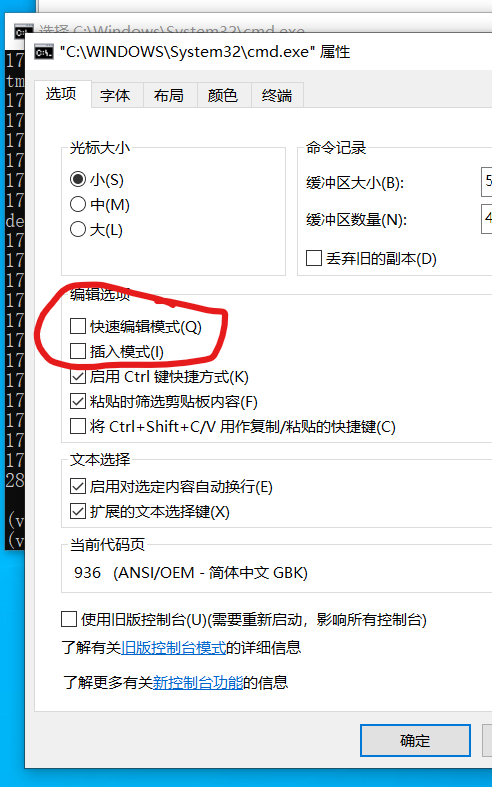 选择 C:\WINDOWS\System32\cmd.exe
"C:\WINDOWS\System32\cmd.exe" 属性
选项 字体 布局 颜色 终端
光标大小
小(S)
中(M)
大(L)
命令记录
缓冲区大小(B):
5
缓冲区数量(N):
4
丢弃旧的副本(D)
编辑选项
快速编辑模式(Q)
插入模式(I)
启用 Ctrl 键快捷方式(K)
粘贴时筛选剪贴板内容(F)
将 Ctrl+Shift+C/V 用作复制/粘贴的快捷键(C)
文本选择
启用对选定内容自动换行(E)
扩展的文本选择键(X)
当前代码页
936 (ANSI/OEM - 简体中文 GBK)
使用旧版控制台(U)(需要重新启动，影响所有控制台)
了解有关旧版控制台模式的详细信息
了解更多有关新控制台功能的信息
确定
17
tm
17
17
17
17
17
17
de
17
17
17
17
17
17
17
17
17
17
17
17
28
(v
(v